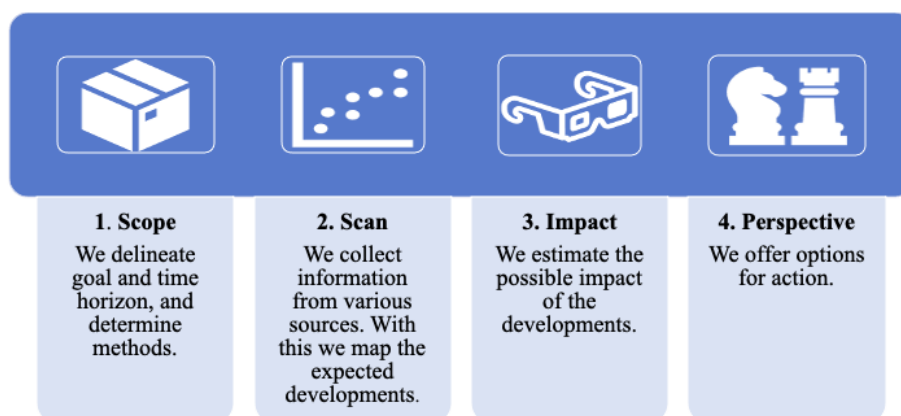 1. Scope
We delineate
goal and time
horizon, and
determine
methods.
2. Scan
We collect
information
from various
sources. With
this we map the
expected
developments.
3. Impact
We estimate the
possible impact
of the
developments.
4. Perspective
We offer options
for action.